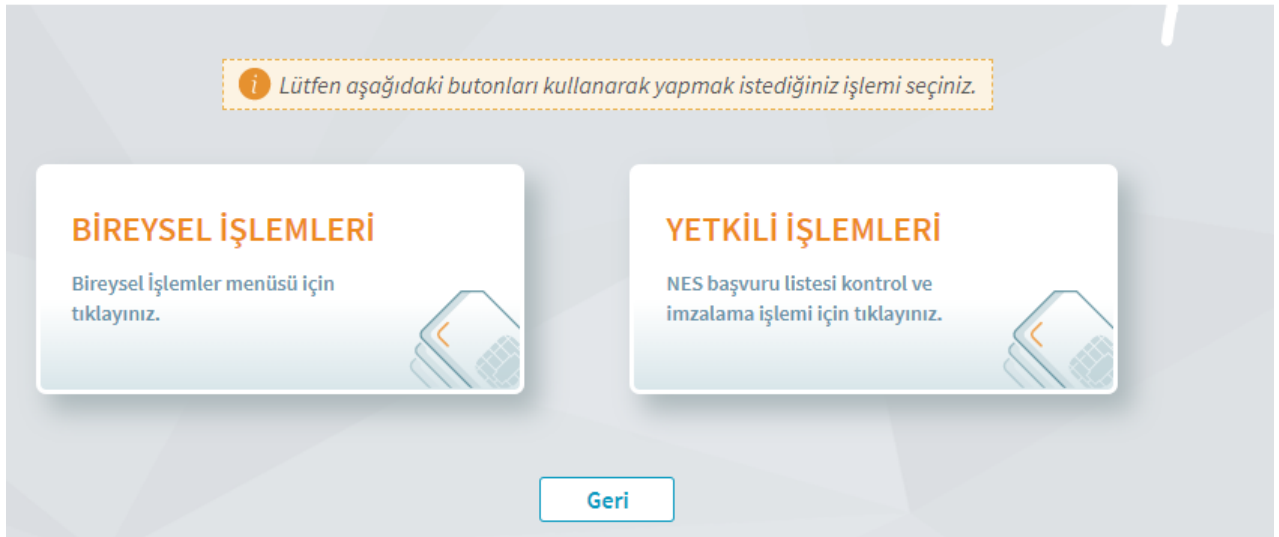 i Lütfen aşağıdaki butonları kullanarak yapmak istediğiniz işlemi seçiniz.
BİREYSEL İŞLEMLERİ
Bireysel İşlemler menüsü için
tıklayınız.
YETKİLİ İŞLEMLERİ
NES başvuru listesi kontrol ve
imzalama işlemi için tıklayınız.
Geri